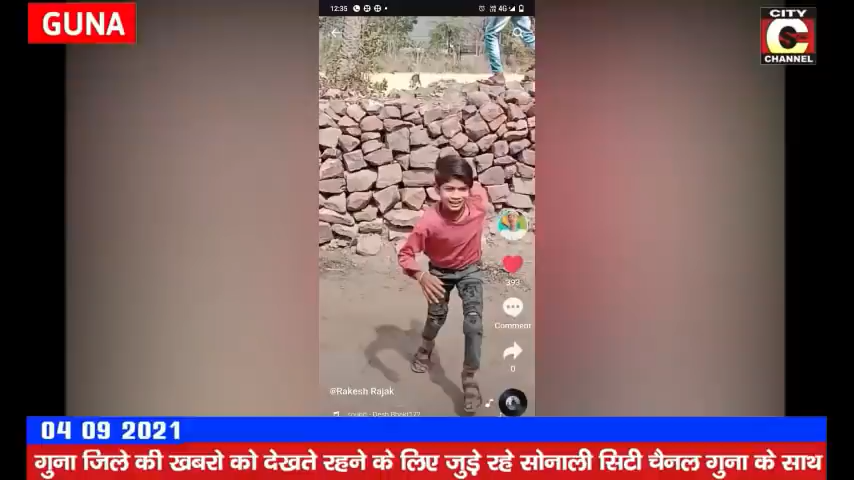 GUNA
CITY
CHANNEL
12:35
4G
393
Comment
0
@Rakesh Rajak
04 09 2021
गुना जिले की खबरो को देखते रहने के लिए जुड़े रहे सोनाली सिटी चैनल गुना के साथ